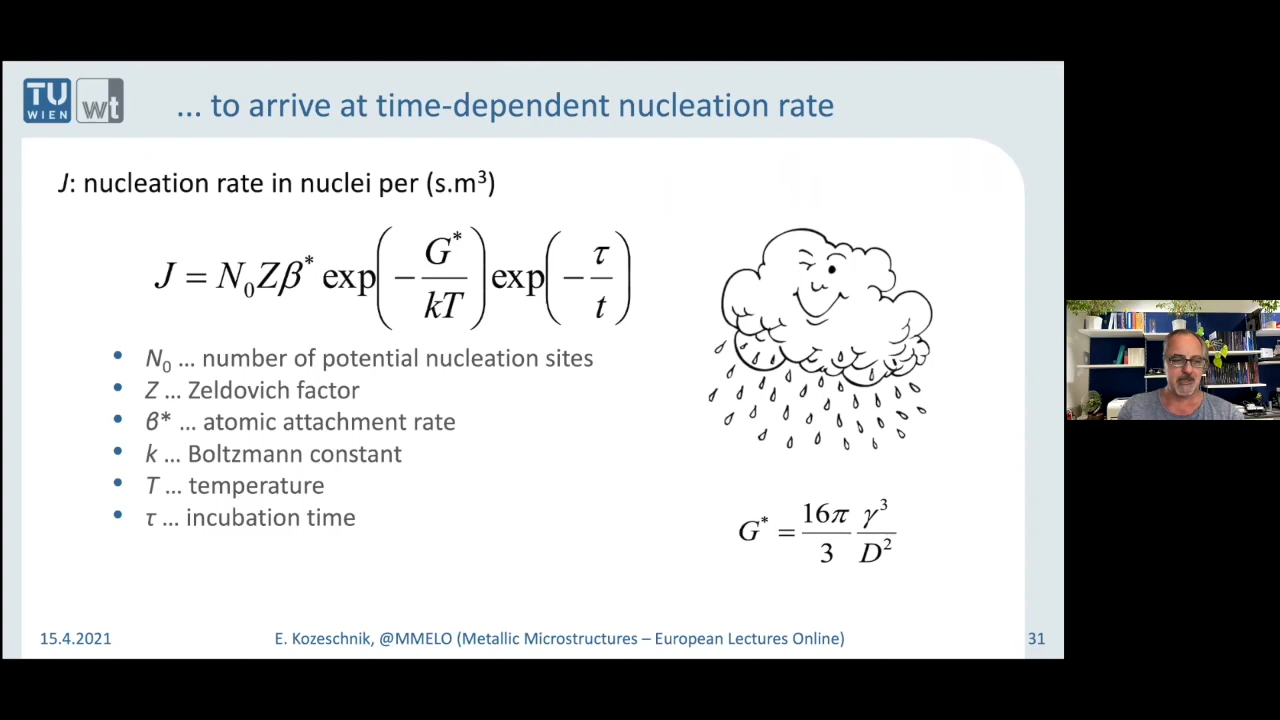 TU
WIEN
wt
... to arrive at time-dependent nucleation rate
J: nucleation rate in nuclei per (s.m³)
J = N₀Zβ* exp(−G*/kT) exp(−τ/t)
• N₀ ... number of potential nucleation sites
• Z ... Zeldovich factor
• β* ... atomic attachment rate
• k ... Boltzmann constant
• T ... temperature
• τ ... incubation time
G* = 16π/3 γ³/D²
15.4.2021
E. Kozeschnik, @MMELO (Metallic Microstructures – European Lectures Online)
31